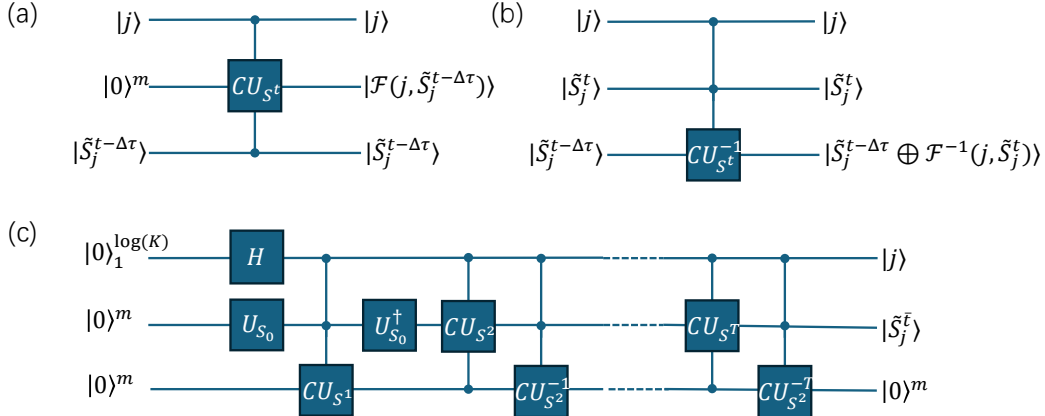 (a)
|j⟩ |j⟩
|0⟩^m CU_{S^t} |ℱ(j, S̃_j^{t−Δτ})⟩
|S̃_j^{t−Δτ}⟩ |S̃_j^{t−Δτ}⟩
(b)
|j⟩ |j⟩
|S̃_j^t⟩ |S̃_j^t⟩
|S̃_j^{t−Δτ}⟩ CU_{S^t}^{−1} |S̃_j^{t−Δτ} ⊕ ℱ^{−1}(j, S̃_j^t)⟩
(c)
|0⟩_1^{log(K)} H ....... |j⟩
|0⟩^m U_{S_0} U_{S_0}^† CU_{S^2} ....... CU_{S^T} |S̃_j^{t̄}⟩
|0⟩^m CU_{S^1} CU_{S^2}^{−1} ....... CU_{S^2}^{−T} |0⟩^m